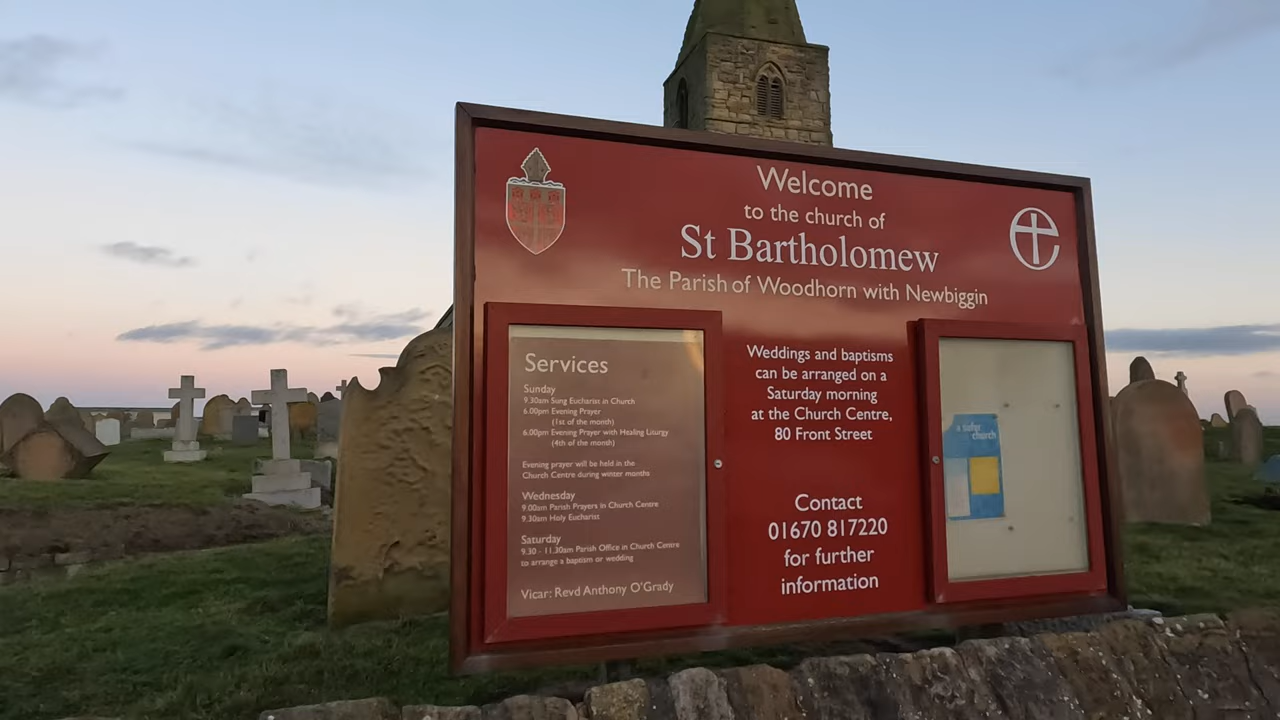 Welcome
to the church of
St Bartholomew
The Parish of Woodhorn with Newbiggin
Services
Sunday
9.30am Sung Eucharist in Church
6.00pm Evening Prayer
(1st of the month)
6.00pm Evening Prayer with Healing Liturgy
(4th of the month)
Evening prayer will be held in the
Church Centre during winter months
Wednesday
9.00am Parish Prayers in Church Centre
9.30am Holy Eucharist
Saturday
9.30 - 11.30am Parish Office in Church Centre
to arrange a baptism or wedding
Vicar: Revd Anthony O'Grady
Weddings and baptisms
can be arranged on a
Saturday morning
at the Church Centre,
80 Front Street
Contact
01670 817220
for further
information
a safer
church